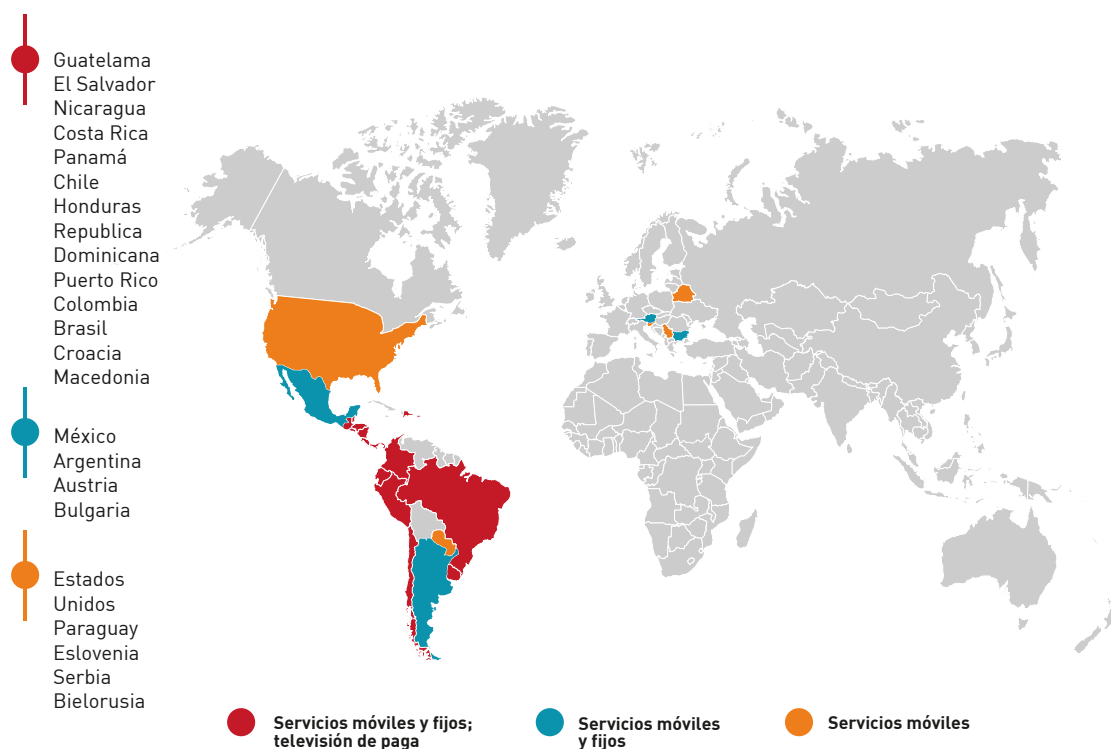 Guatelama
El Salvador
Nicaragua
Costa Rica
Panamá
Chile
Honduras
Republica
Dominicana
Puerto Rico
Colombia
Brasil
Croacia
Macedonia
México
Argentina
Austria
Bulgaria
Estados
Unidos
Paraguay
Eslovenia
Serbia
Bielorusia
Servicios móviles y fijos;
televisión de paga
Servicios móviles
y fijos
Servicios móviles